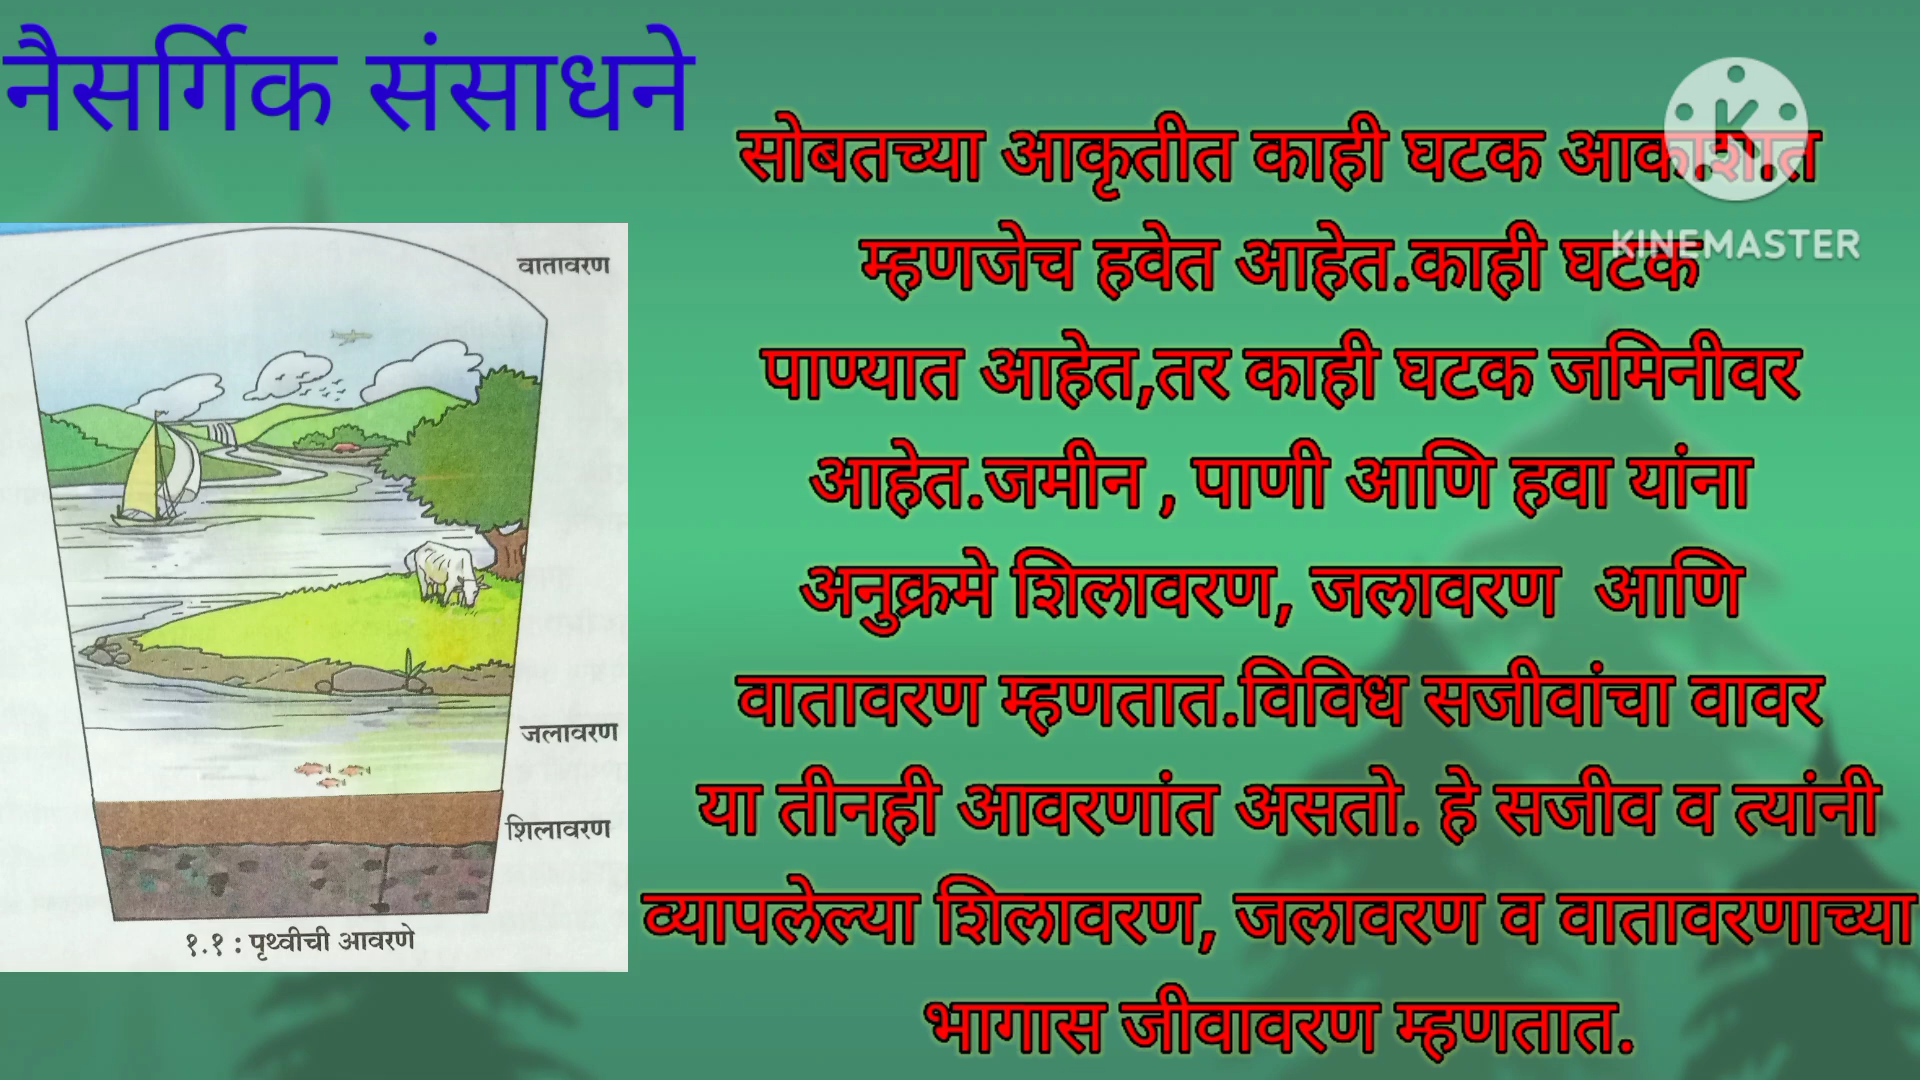 नैसर्गिक संसाधने
सोबतच्या आकृतीत काही घटक आकाशात
म्हणजेच हवेत आहेत.काही घटक
पाण्यात आहेत,तर काही घटक जमिनीवर
आहेत.जमीन , पाणी आणि हवा यांना
अनुक्रमे शिलावरण, जलावरण आणि
वातावरण म्हणतात.विविध सजीवांचा वावर
या तीनही आवरणांत असतो. हे सजीव व त्यांनी
व्यापलेल्या शिलावरण, जलावरण व वातावरणाच्या
भागास जीवावरण म्हणतात.
वातावरण
जलावरण
शिलावरण
१.१ : पृथ्वीची आवरणे
K
KINEMASTER